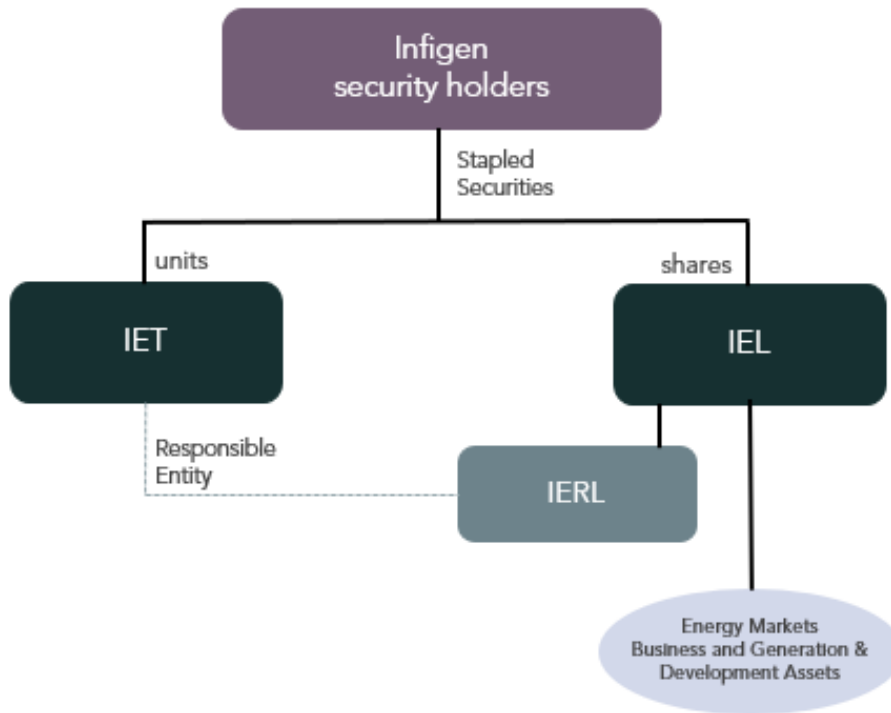 Infigen
security holders
Stapled
Securities
units
shares
IET
IEL
Responsible
Entity
IERL
Energy Markets
Business and Generation &
Development Assets